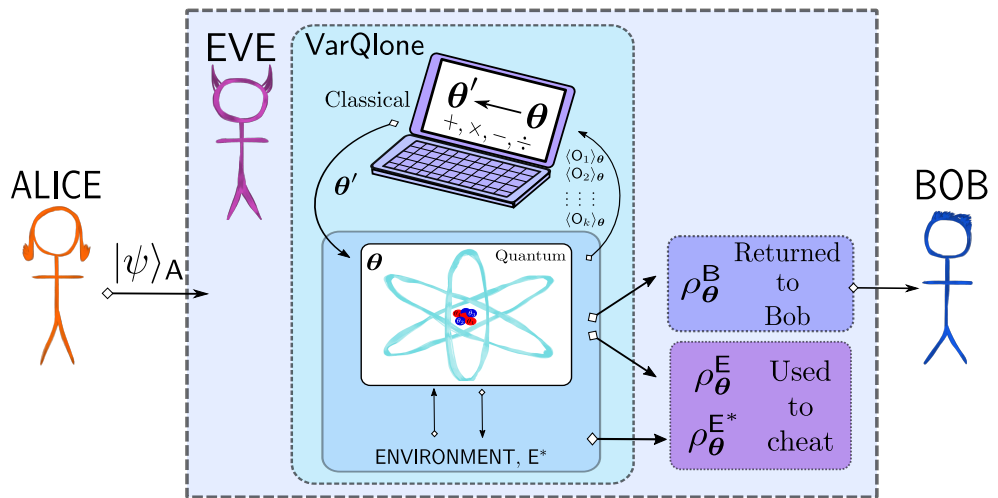 EVE
VarQlone
Classical
θ′ ← θ
+, ×, −, ÷
θ′
⟨O₁⟩θ
⟨O₂⟩θ
. . .
. . .
⟨Oₖ⟩θ
ALICE
|ψ⟩A
BOB
θ
Quantum
ENVIRONMENT, E*
ρθB
Returned
to
Bob
ρθE
ρθE*
Used
to
cheat